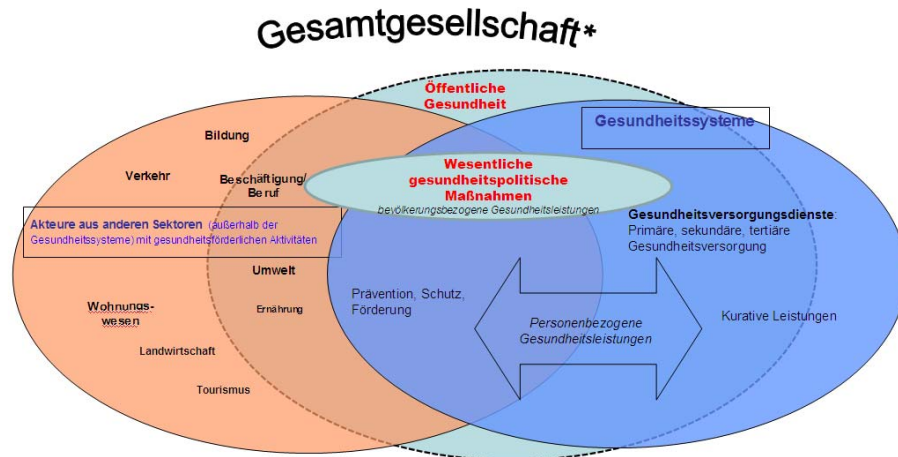 Gesamtgesellschaft*
Öffentliche
Gesundheit
Gesundheitssysteme
Bildung
Verkehr
Beschäftigung/
Beruf
Wesentliche
gesundheitspolitische
Maßnahmen
bevölkerungsbezogene Gesundheitsleistungen
Akteure aus anderen Sektoren (außerhalb der
Gesundheitssysteme) mit gesundheitsförderlichen Aktivitäten
Gesundheitsversorgungsdienste:
Primäre, sekundäre, tertiäre
Gesundheitsversorgung
Umwelt
Ernährung
Prävention, Schutz,
Förderung
Wohnungs-
wesen
Personenbezogene
Gesundheitsleistungen
Kurative Leistungen
Landwirtschaft
Tourismus